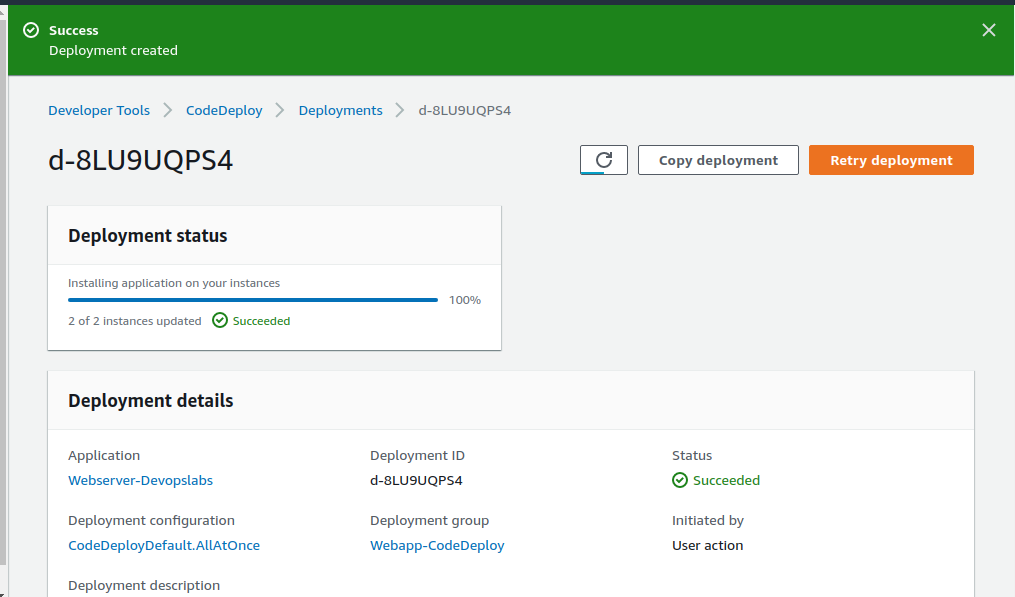 Success
Deployment created
Developer Tools CodeDeploy Deployments d-8LU9UQPS4
d-8LU9UQPS4
Copy deployment
Retry deployment
Deployment status
Installing application on your instances
100%
2 of 2 instances updated Succeeded
Deployment details
Application
Webserver-Devopslabs
Deployment ID
d-8LU9UQPS4
Status
Succeeded
Deployment configuration
CodeDeployDefault.AllAtOnce
Deployment group
Webapp-CodeDeploy
Initiated by
User action
Deployment description